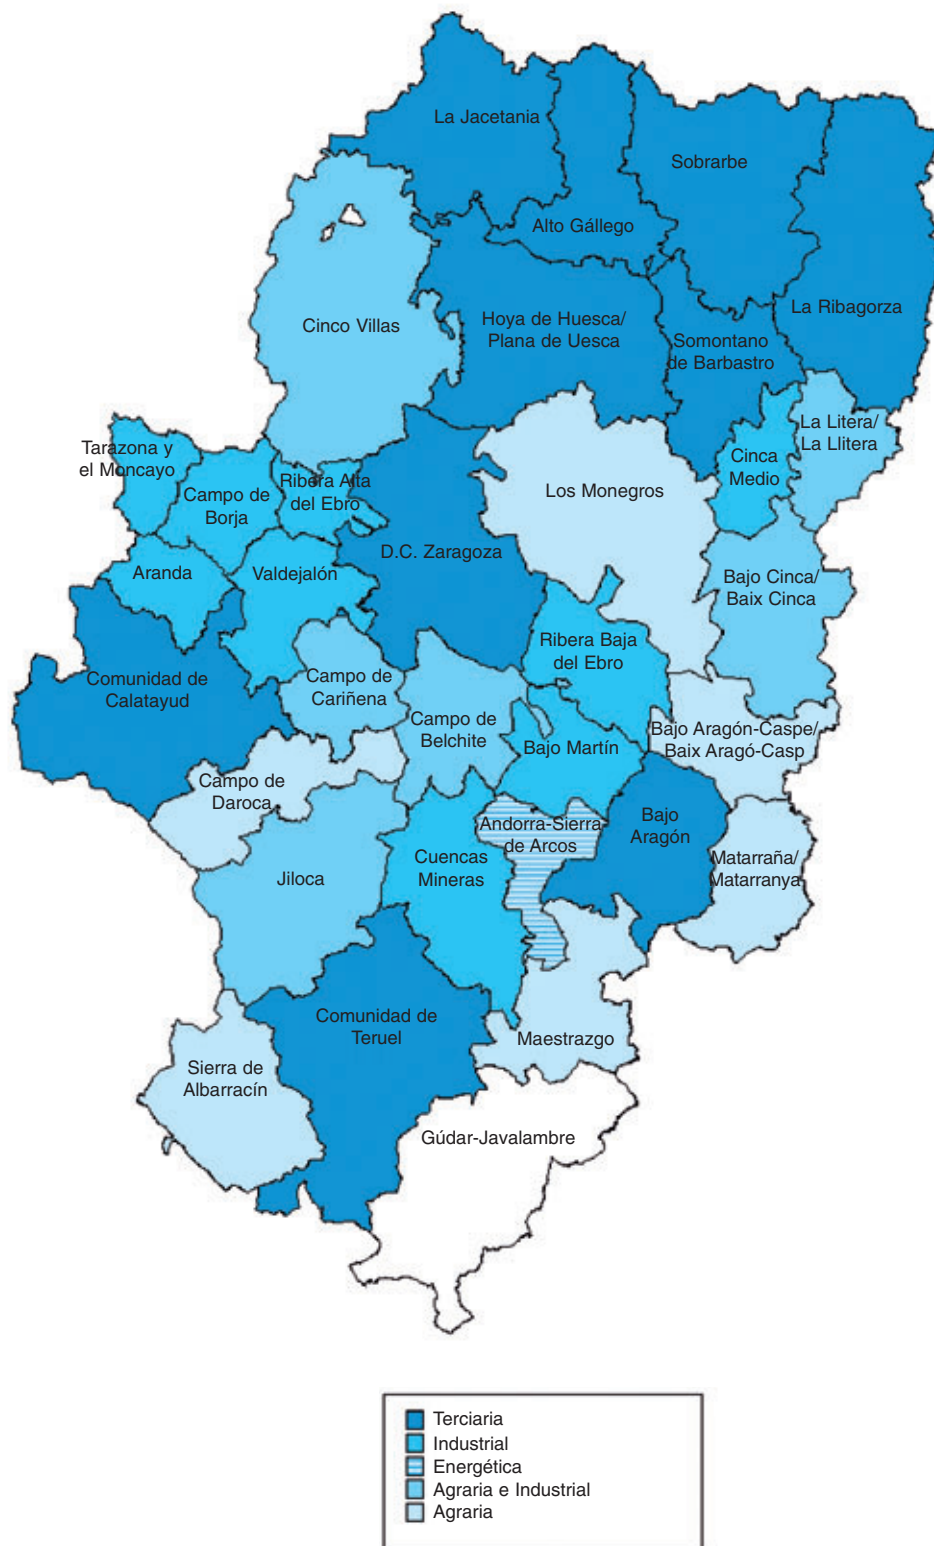 La Jacetania
Sobrarbe
Alto Gállego
La Ribagorza
Cinco Villas
Hoya de Huesca/
Plana de Uesca
Somontano
de Barbastro
La Litera/
La Llitera
Tarazona y
el Moncayo
Cinca
Medio
Ribera Alta
del Ebro
Campo de
Borja
Los Monegros
D.C. Zaragoza
Aranda
Valdejalón
Bajo Cinca/
Baix Cinca
Ribera Baja
del Ebro
Comunidad de
Calatayud
Campo de
Cariñena
Campo de
Belchite
Bajo Aragón-Caspe/
Baix Aragó-Casp
Bajo Martín
Campo de
Daroca
Andorra-Sierra
de Arcos
Bajo
Aragón
Cuencas
Mineras
Matarraña/
Matarranya
Jiloca
Comunidad de
Teruel
Maestrazgo
Sierra de
Albarracín
Gúdar-Javalambre
Terciaria
Industrial
Energética
Agraria e Industrial
Agraria